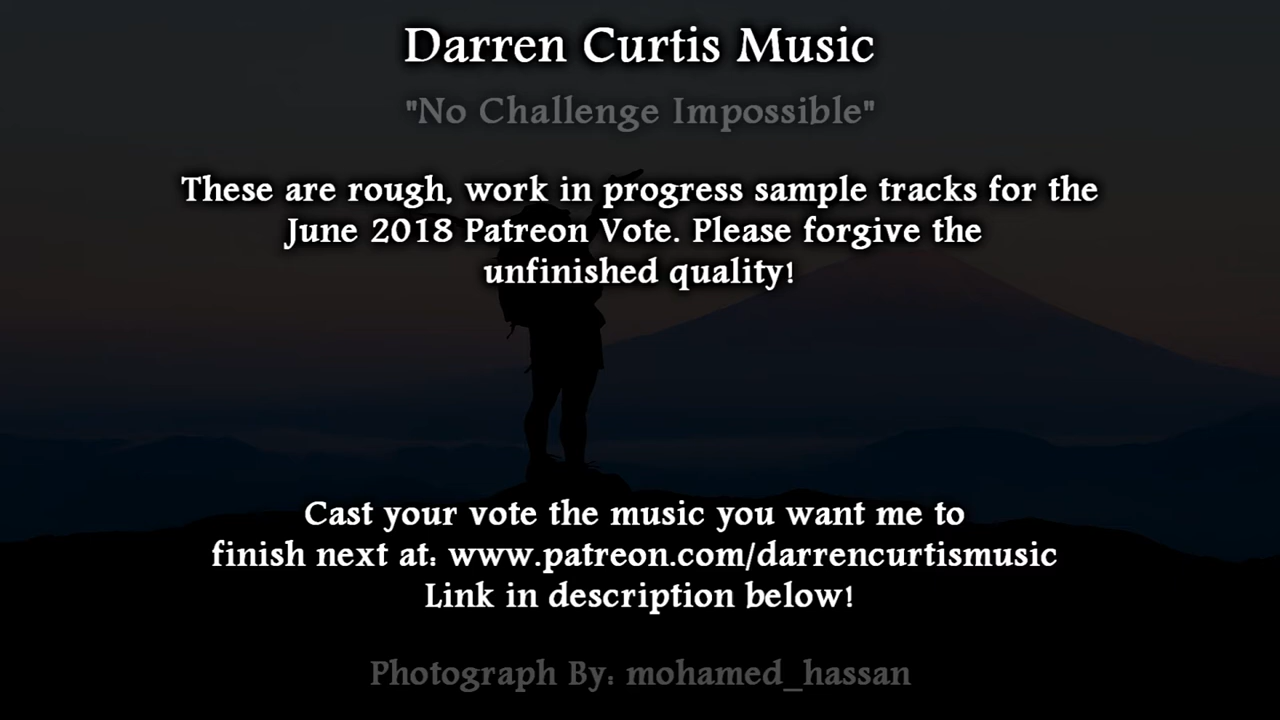 Darren Curtis Music
"No Challenge Impossible"
These are rough, work in progress sample tracks for the
June 2018 Patreon Vote. Please forgive the
unfinished quality!
Cast your vote the music you want me to
finish next at: www.patreon.com/darrencurtismusic
Link in description below!
Photograph By: mohamed_hassan